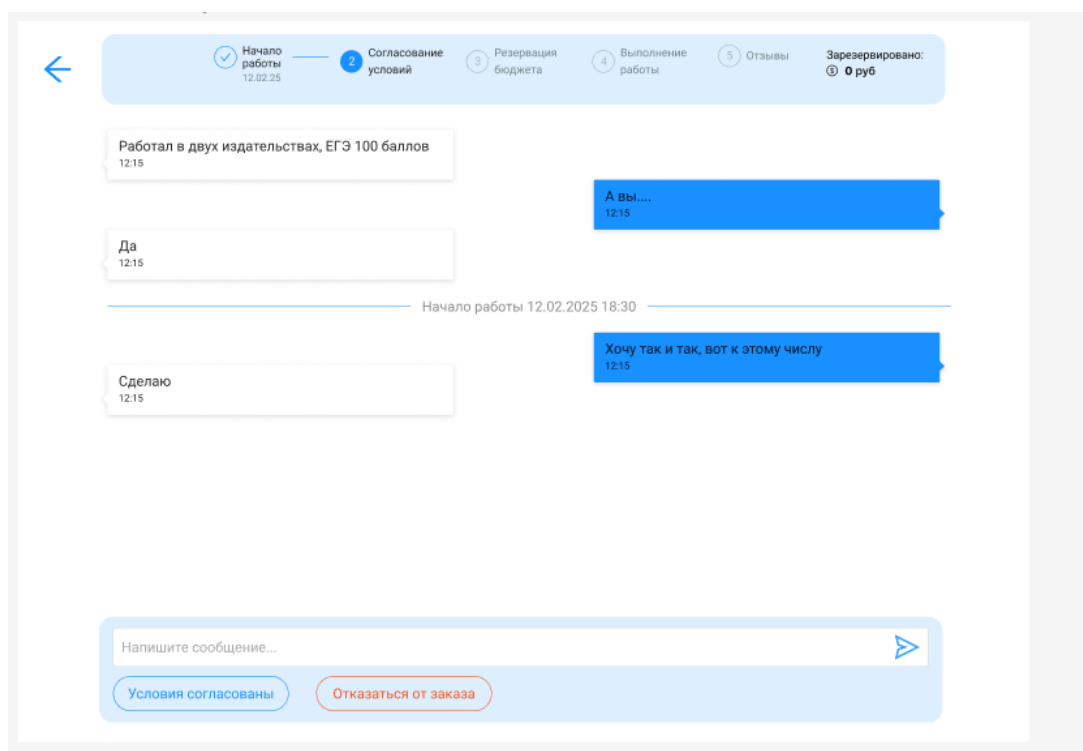 Начало
работы
12.02.25
2
Согласование
условий
3
Резервация
бюджета
4
Выполнение
работы
5
Отзывы
Зарезервировано:
0 руб
Работал в двух издательствах, ЕГЭ 100 баллов
12:15
А вы....
12:15
Да
12:15
Начало работы 12.02.2025 18:30
Хочу так и так, вот к этому числу
12:15
Сделаю
12:15
Напишите сообщение...
Условия согласованы
Отказаться от заказа